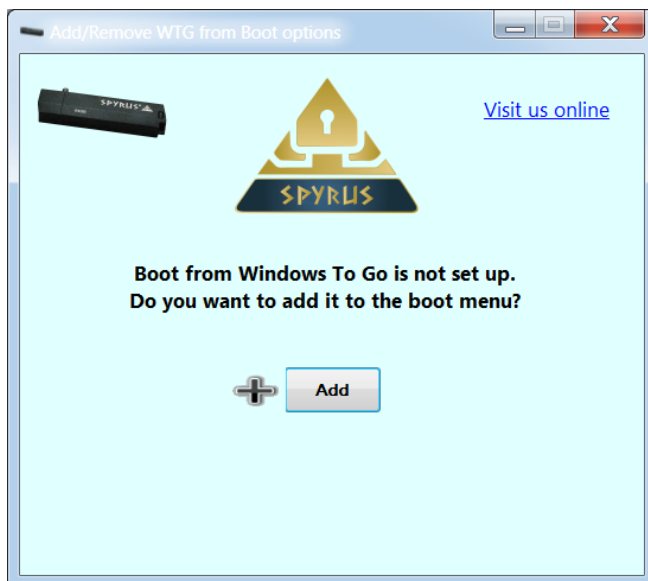 Add/Remove WTG from Boot options
SPYRUS
Visit us online
SPYRUS
Boot from Windows To Go is not set up.
Do you want to add it to the boot menu?
Add